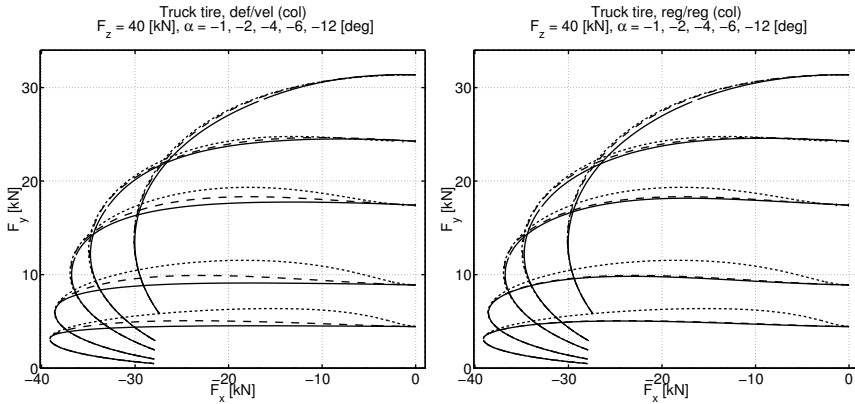 Truck tire, def/vel (col)
F_z = 40 [kN], α = −1, −2, −4, −6, −12 [deg]
30
20
10
0
F_y [kN]
−40
−30
−20
−10
0
F_x [kN]
Truck tire, reg/reg (col)
F_z = 40 [kN], α = −1, −2, −4, −6, −12 [deg]
30
20
10
0
F_y [kN]
−40
−30
−20
−10
0
F_x [kN]